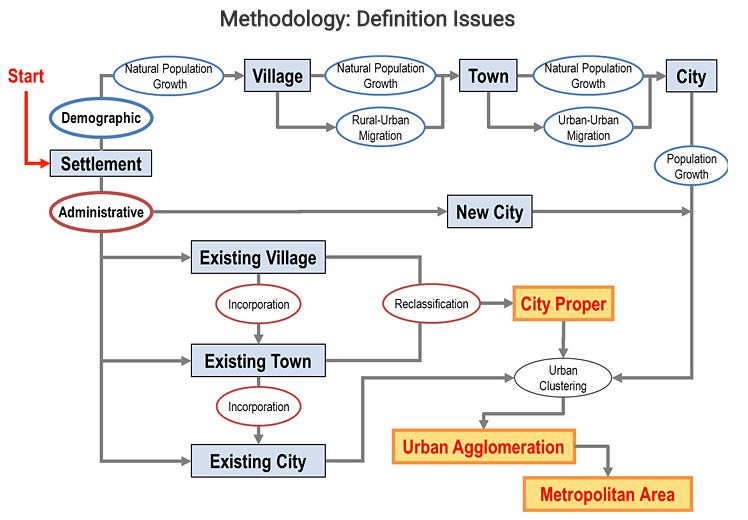 Methodology: Definition Issues
Start
Natural Population
Growth
Village
Natural Population
Growth
Town
Natural Population
Growth
City
Demographic
Rural-Urban
Migration
Urban-Urban
Migration
Settlement
Population
Growth
Administrative
New City
Existing Village
Incorporation
Reclassification
City Proper
Existing Town
Urban
Clustering
Incorporation
Urban Agglomeration
Existing City
Metropolitan Area